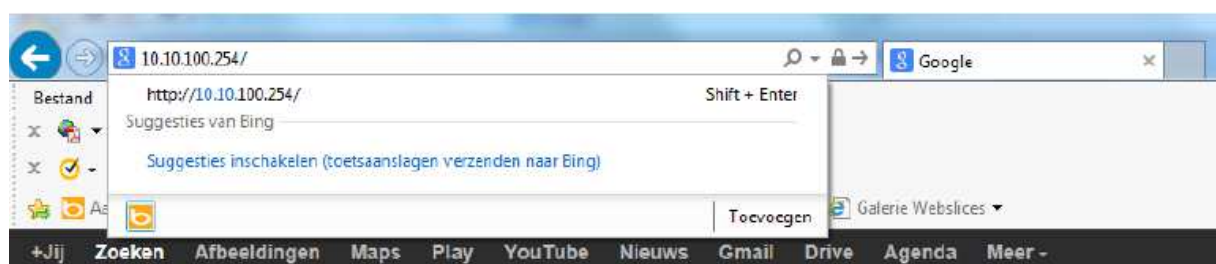 10.10.100.254/
Google
Bestand
http://10.10.100.254/ Shift + Enter
Suggesties van Bing
Suggesties inschakelen (toetsaanslagen verzenden naar Bing)
Toevoegen
Galerie Webslices
+Jij Zoeken Afbeeldingen Maps Play YouTube Nieuws Gmail Drive Agenda Meer